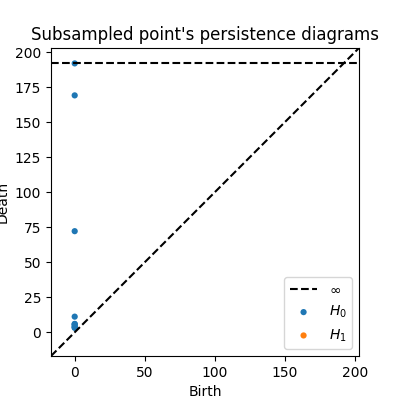 Subsampled point's persistence diagrams
200
175
150
125
100
75
50
25
0
Death
0 50 100 150 200
Birth
∞
H₀
H₁